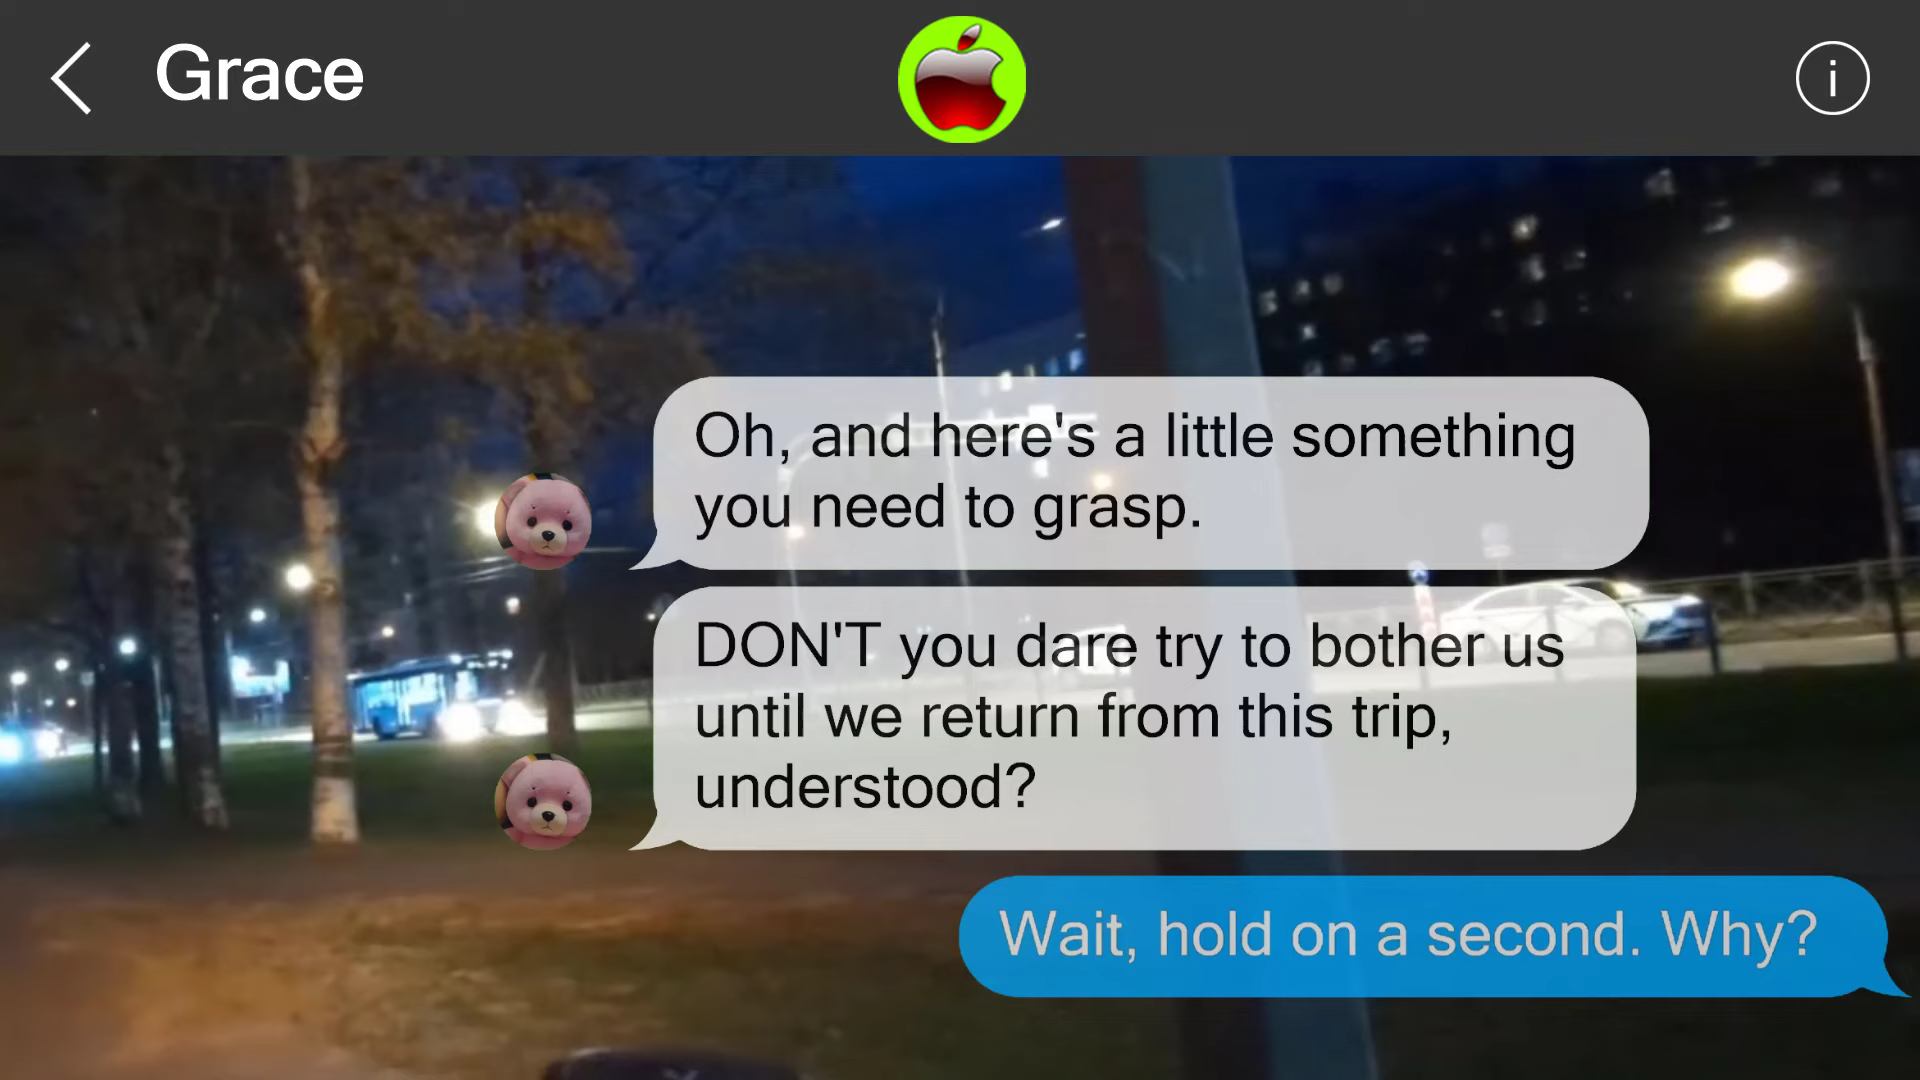 Grace
i
Oh, and here's a little something
you need to grasp.
DON'T you dare try to bother us
until we return from this trip,
understood?
Wait, hold on a second. Why?